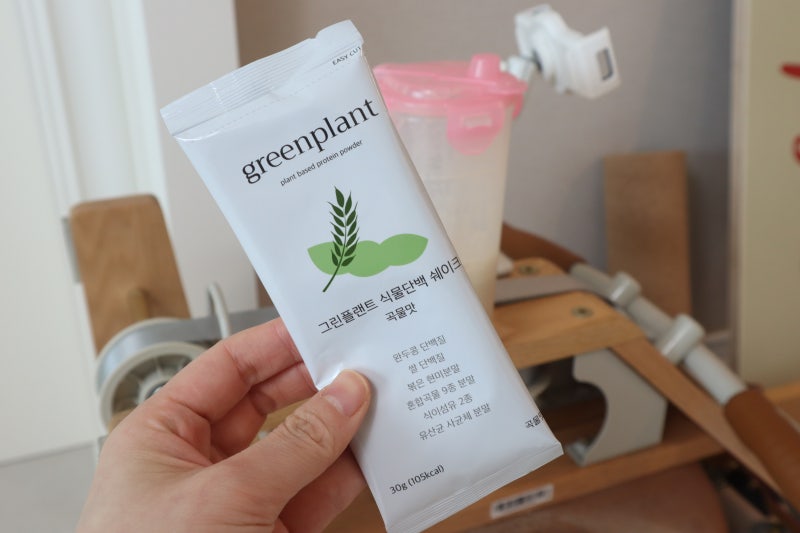 EASY CUT
greenplant
plant based protein powder
그린플랜트 식물단백 쉐이크
곡물맛
완두콩 단백질
쌀 단백질
볶은 현미분말
혼합곡물 9종 분말
식이섬유 2종
유산균 사균체 분말
곡물맛
30g (105kcal)